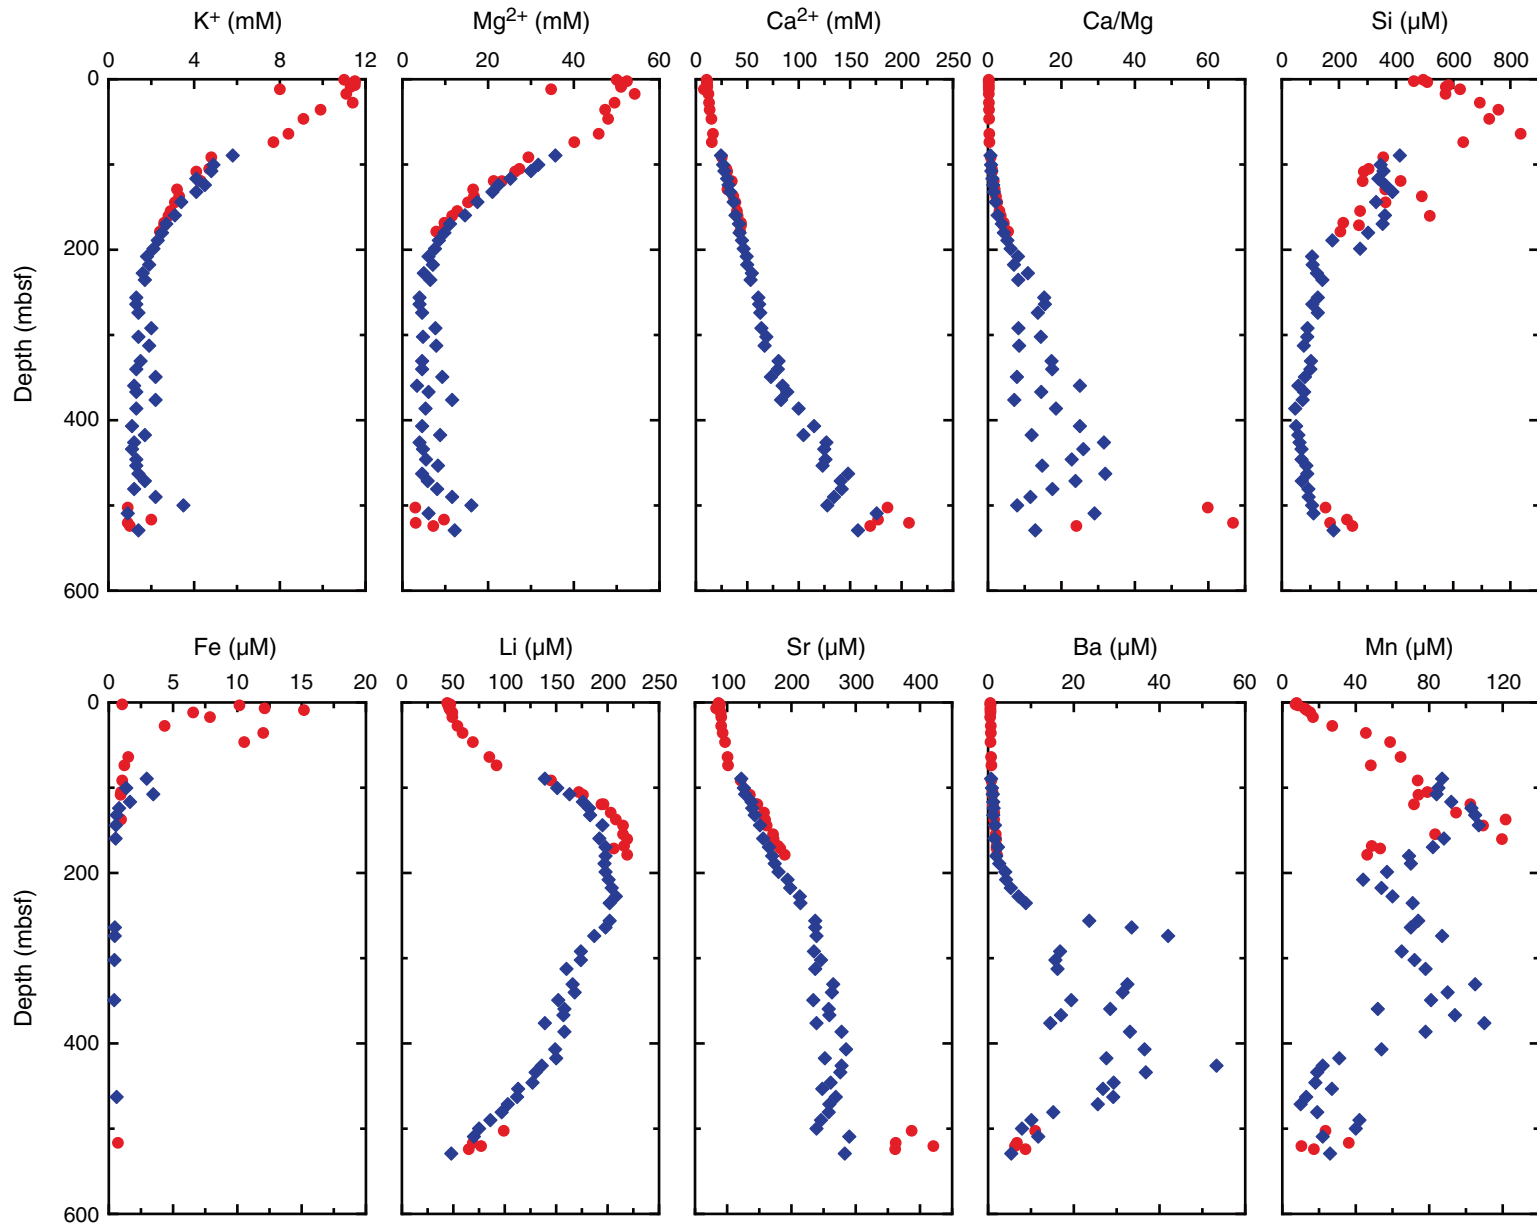 K⁺ (mM) Mg²⁺ (mM) Ca²⁺ (mM) Ca/Mg Si (µM)
0 4 8 12 0 20 40 60 0 50 100 150 200 250 0 20 40 60 0 200 400 600 800
0
200
400
600
Depth (mbsf)
Fe (µM) Li (µM) Sr (µM) Ba (µM) Mn (µM)
0 5 10 15 20 0 50 100 150 200 250 100 200 300 400 0 20 40 60 0 40 80 120
0
200
400
600
Depth (mbsf)